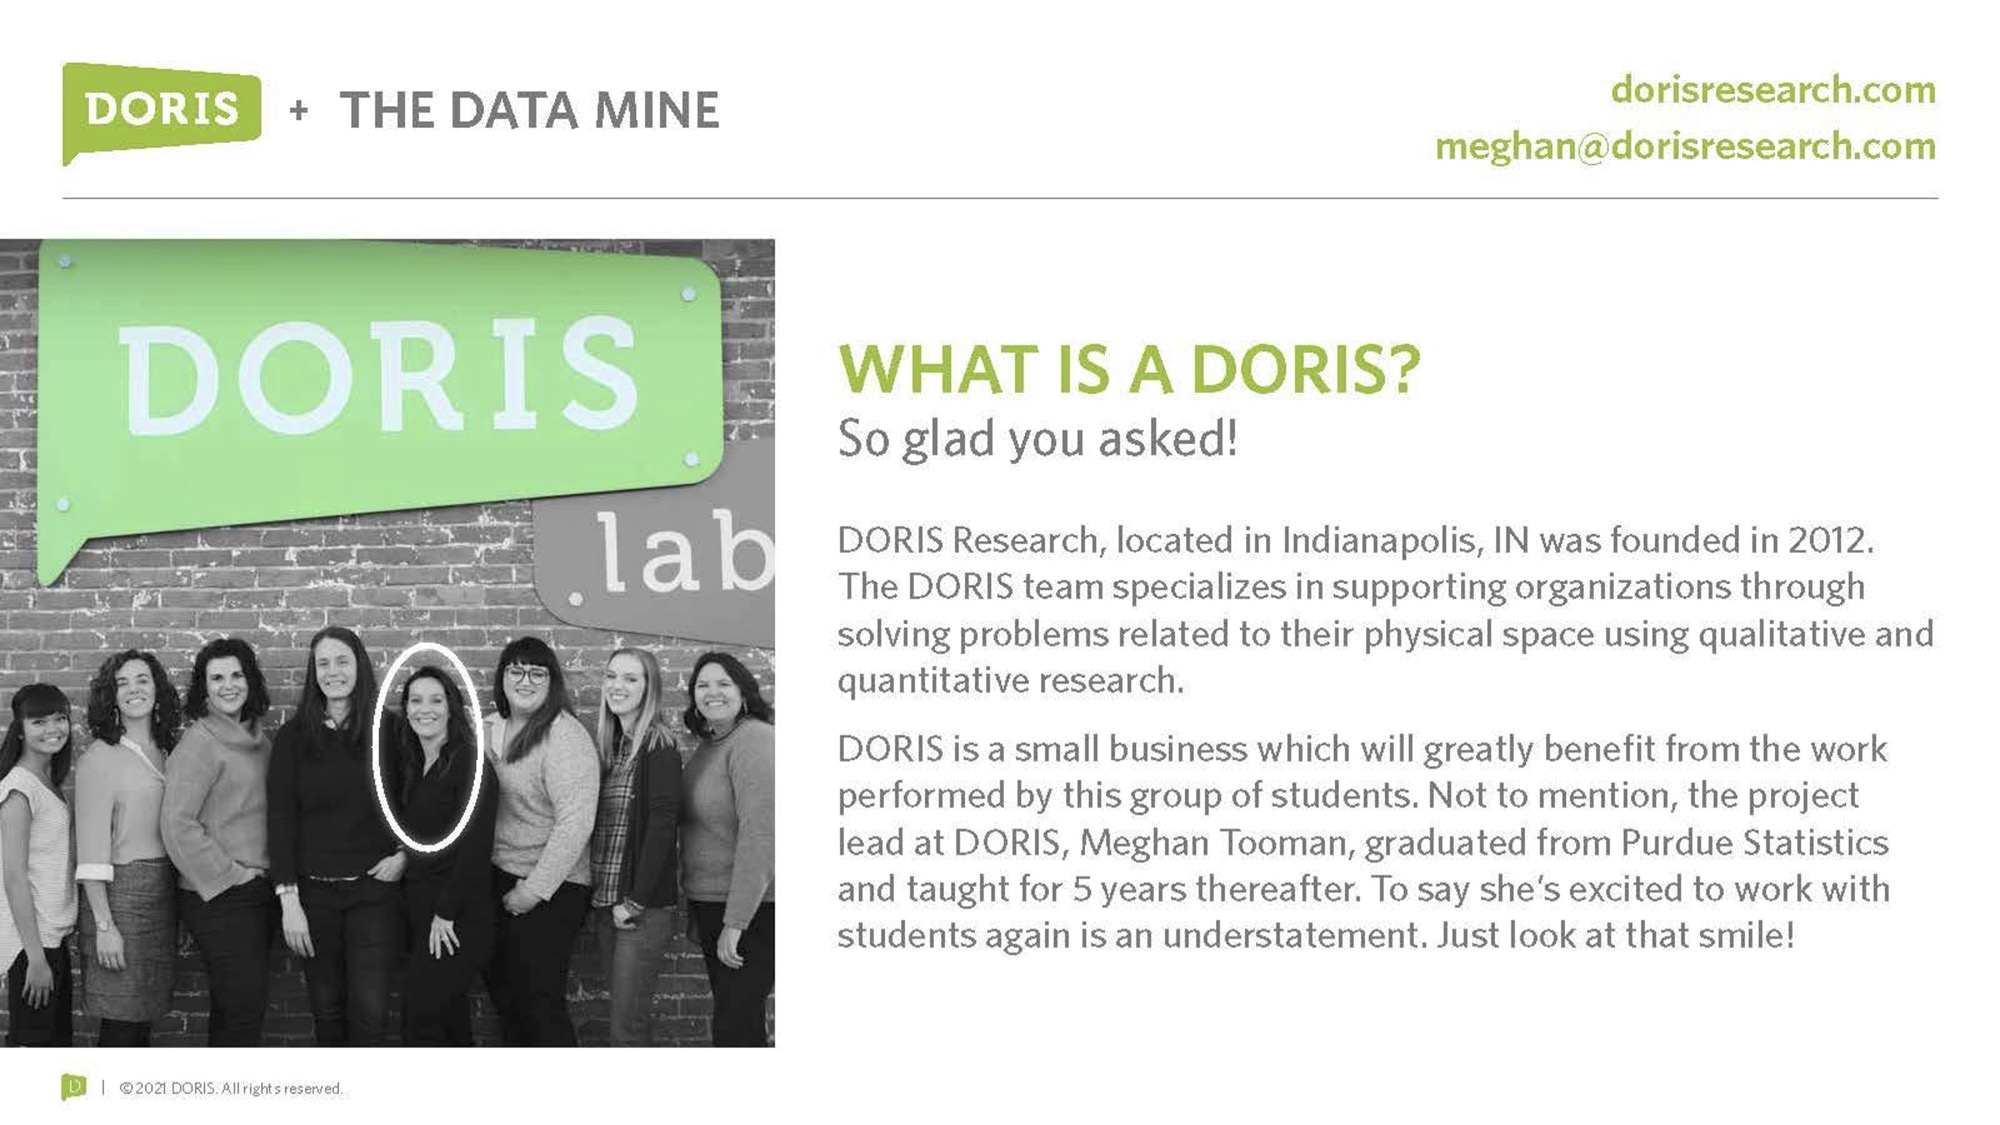 DORIS + THE DATA MINE
dorisresearch.com
meghan@dorisresearch.com
DORIS
lab
WHAT IS A DORIS?
So glad you asked!
DORIS Research, located in Indianapolis, IN was founded in 2012.
The DORIS team specializes in supporting organizations through
solving problems related to their physical space using qualitative and
quantitative research.
DORIS is a small business which will greatly benefit from the work
performed by this group of students. Not to mention, the project
lead at DORIS, Meghan Tooman, graduated from Purdue Statistics
and taught for 5 years thereafter. To say she's excited to work with
students again is an understatement. Just look at that smile!
D | ©2021 DORIS. All rights reserved.